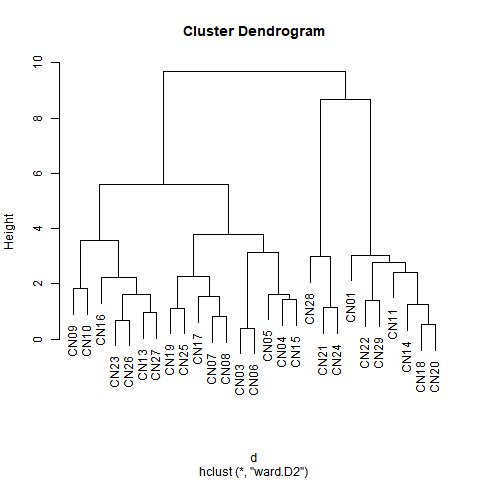 Cluster Dendrogram
Height
10
8
6
4
2
0
CN09
CN10
CN16
CN23
CN26
CN13
CN27
CN19
CN25
CN17
CN07
CN08
CN03
CN06
CN05
CN04
CN15
CN28
CN21
CN24
CN01
CN22
CN29
CN11
CN14
CN18
CN20
d
hclust (*, "ward.D2")